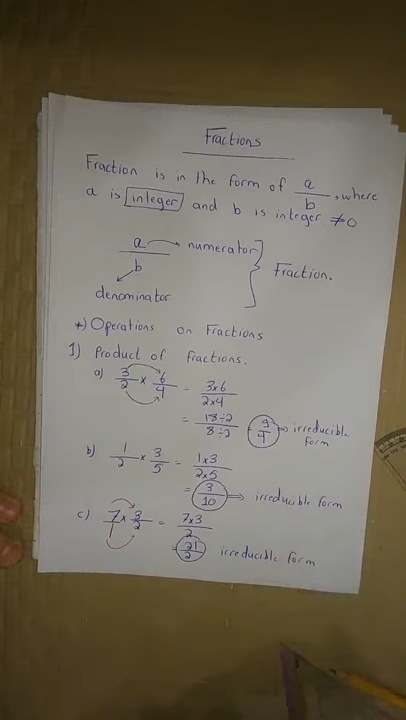 Fractions
Fraction is in the form of a/b, where
a is integer and b is integer ≠0
a → numerator
b
denominator
Fraction.
*) Operations on Fractions
1) Product of fractions.
a) 3/2 × 6/4 = 3×6/2×4
= 18÷2/8÷2 = 9/4 ⇒ irreducible form
b) 1/2 × 3/5 = 1×3/2×5
= 3/10 ⇒ irreducible form
c) 7/1 × 3/2 = 7×3/2
= 21/2 irreducible form